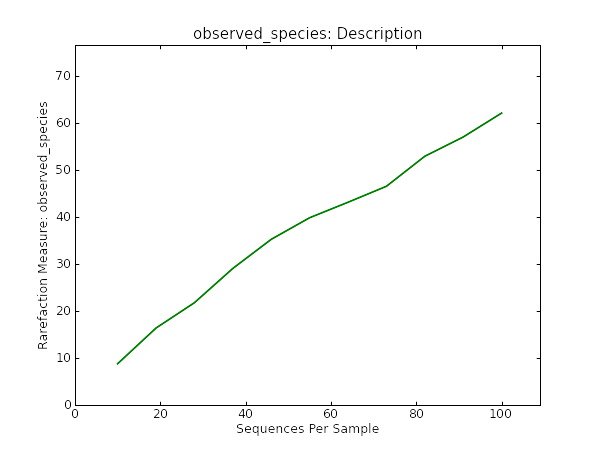 observed_species: Description
Rarefaction Measure: observed_species
70
60
50
40
30
20
10
0
0 20 40 60 80 100
Sequences Per Sample